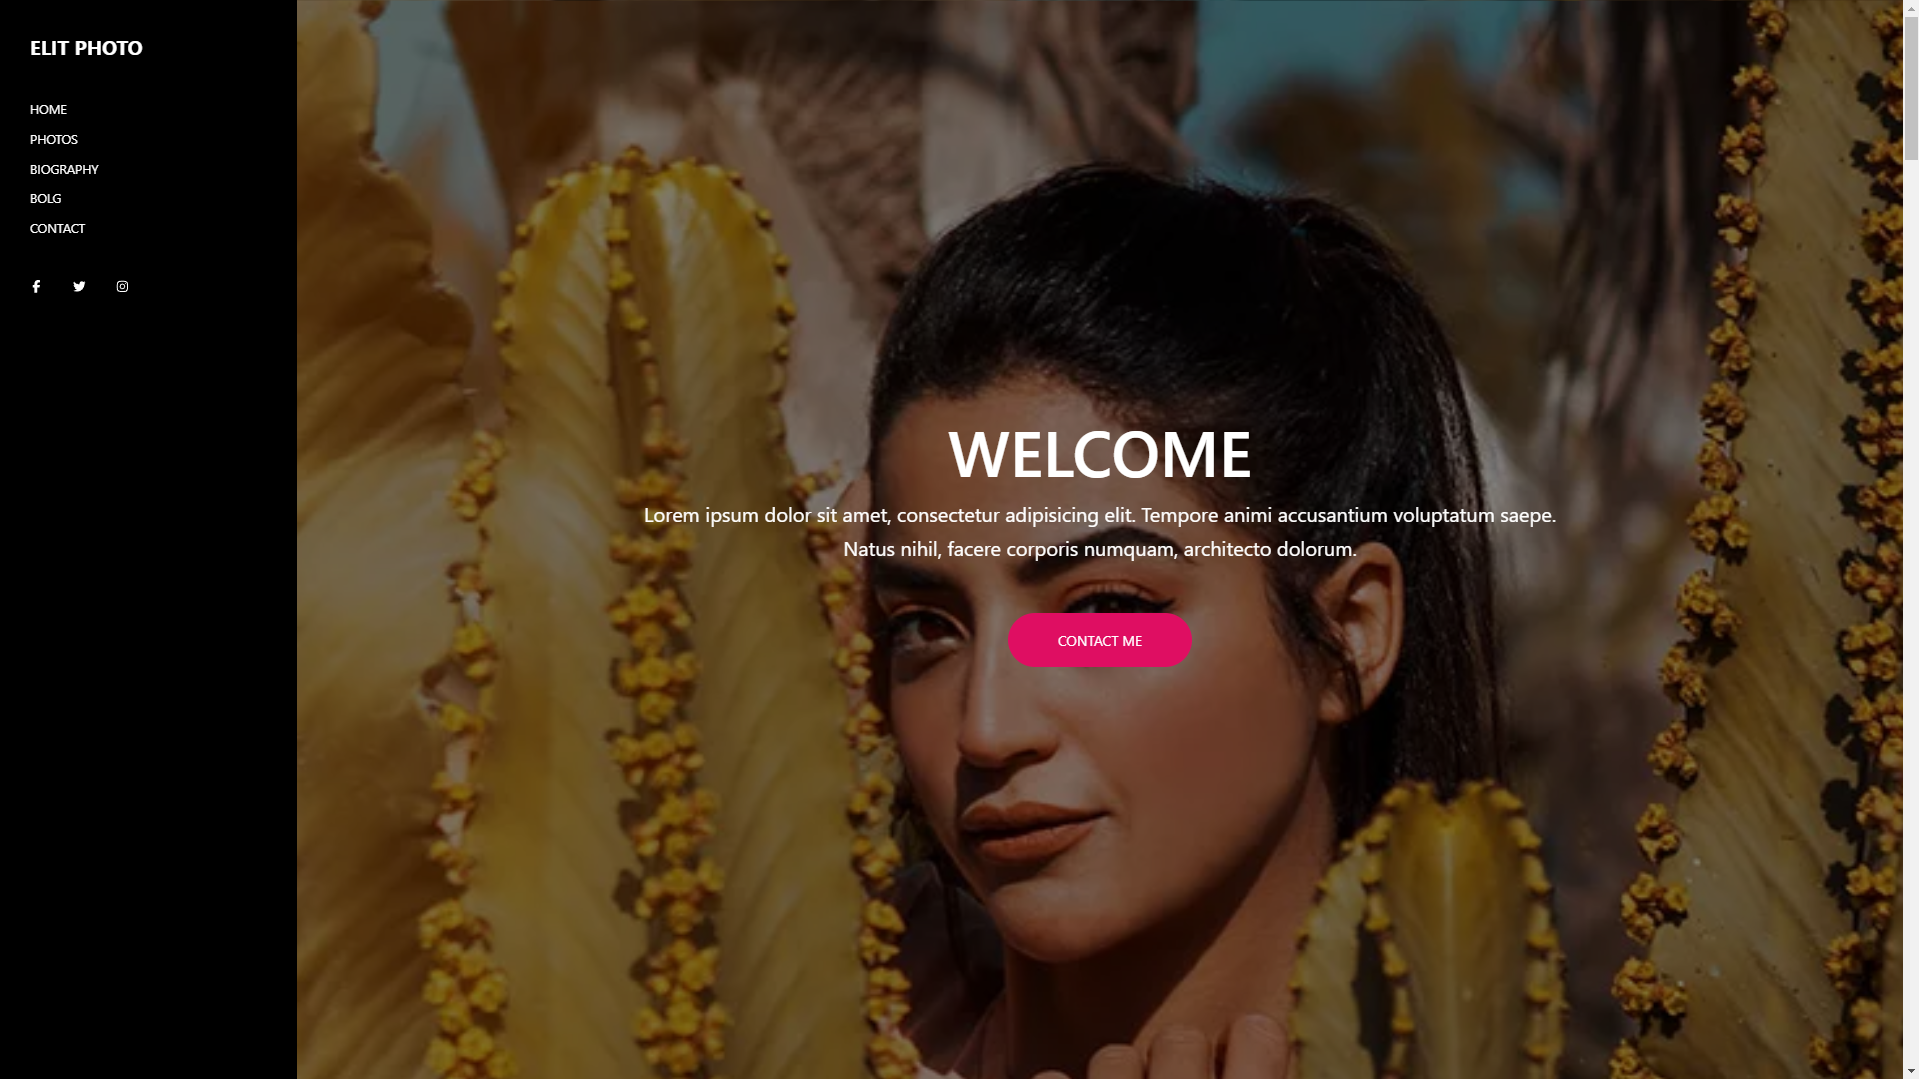 ELIT PHOTO
HOME
PHOTOS
BIOGRAPHY
BOLG
CONTACT
WELCOME
Lorem ipsum dolor sit amet, consectetur adipisicing elit. Tempore animi accusantium voluptatum saepe.
Natus nihil, facere corporis numquam, architecto dolorum.
CONTACT ME